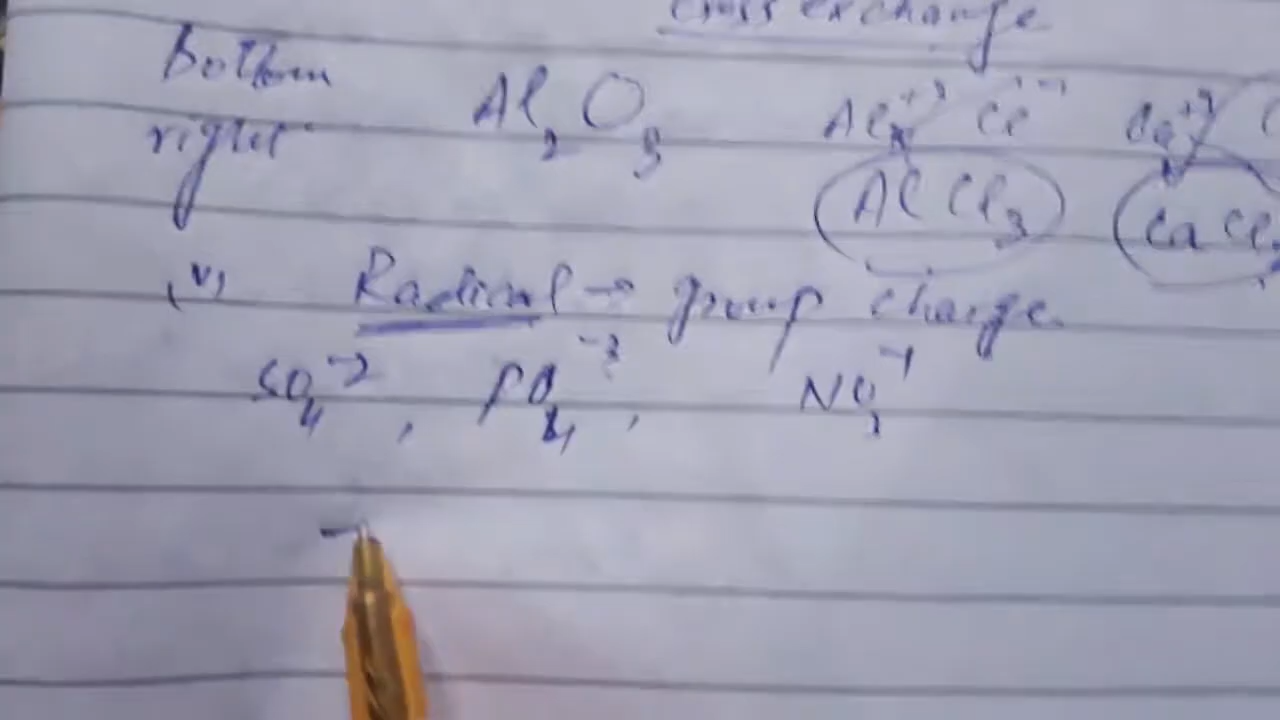 cross exchange
bottom Al₂O₃ Al⁺³ Cl⁻¹
right AlCl₃ CaCl₂
(v) Radical → group charge
SO₄⁻², PO₄⁻³, NO₃⁻¹